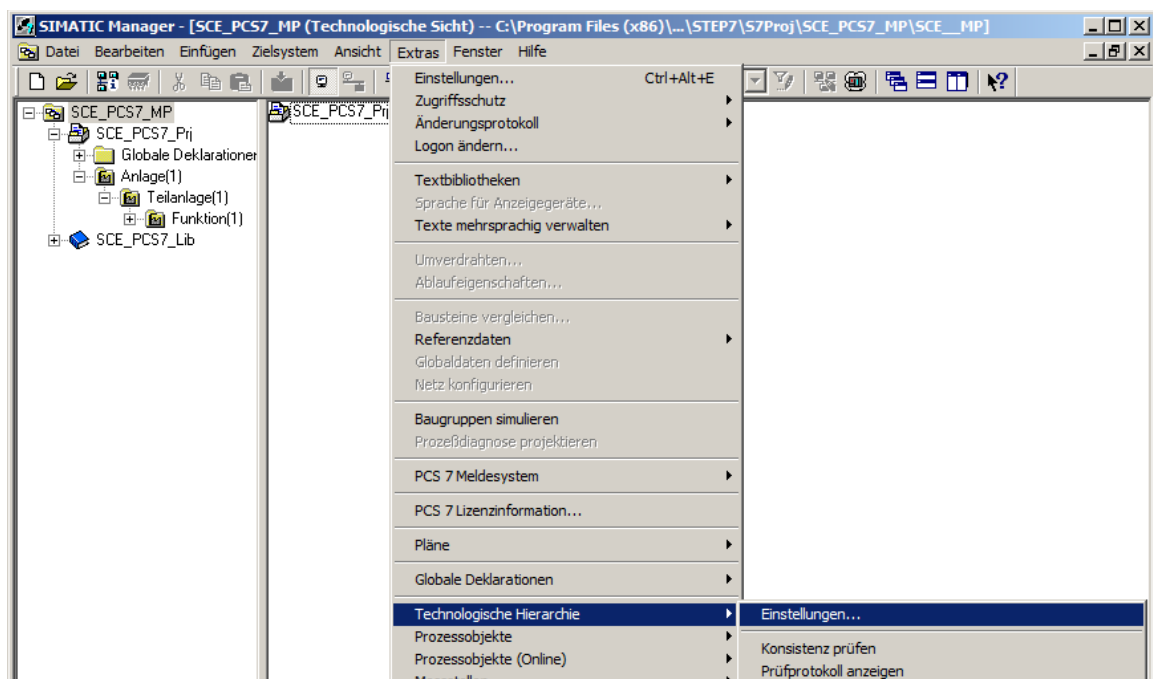 SIMATIC Manager - [SCE_PCS7_MP (Technologische Sicht) -- C:\Program Files (x86)\...\STEP7\S7Proj\SCE_PCS7_MP\SCE__MP]
Datei Bearbeiten Einfügen Zielsystem Ansicht Extras Fenster Hilfe
SCE_PCS7_MP
SCE_PCS7_Prj
Globale Deklarationer
Anlage(1)
Teilanlage(1)
Funktion(1)
SCE_PCS7_Lib
SCE_PCS7_Prj
Einstellungen... Ctrl+Alt+E
Zugriffsschutz
Änderungsprotokoll
Logon ändern...
Textbibliotheken
Sprache für Anzeigegeräte...
Texte mehrsprachig verwalten
Umverdrahten...
Ablaufeigenschaften...
Bausteine vergleichen...
Referenzdaten
Globaldaten definieren
Netz konfigurieren
Baugruppen simulieren
Prozeßdiagnose projektieren
PCS 7 Meldesystem
PCS 7 Lizenzinformation...
Pläne
Globale Deklarationen
Technologische Hierarchie
Prozessobjekte
Prozessobjekte (Online)
Einstellungen...
Konsistenz prüfen
Prüfprotokoll anzeigen